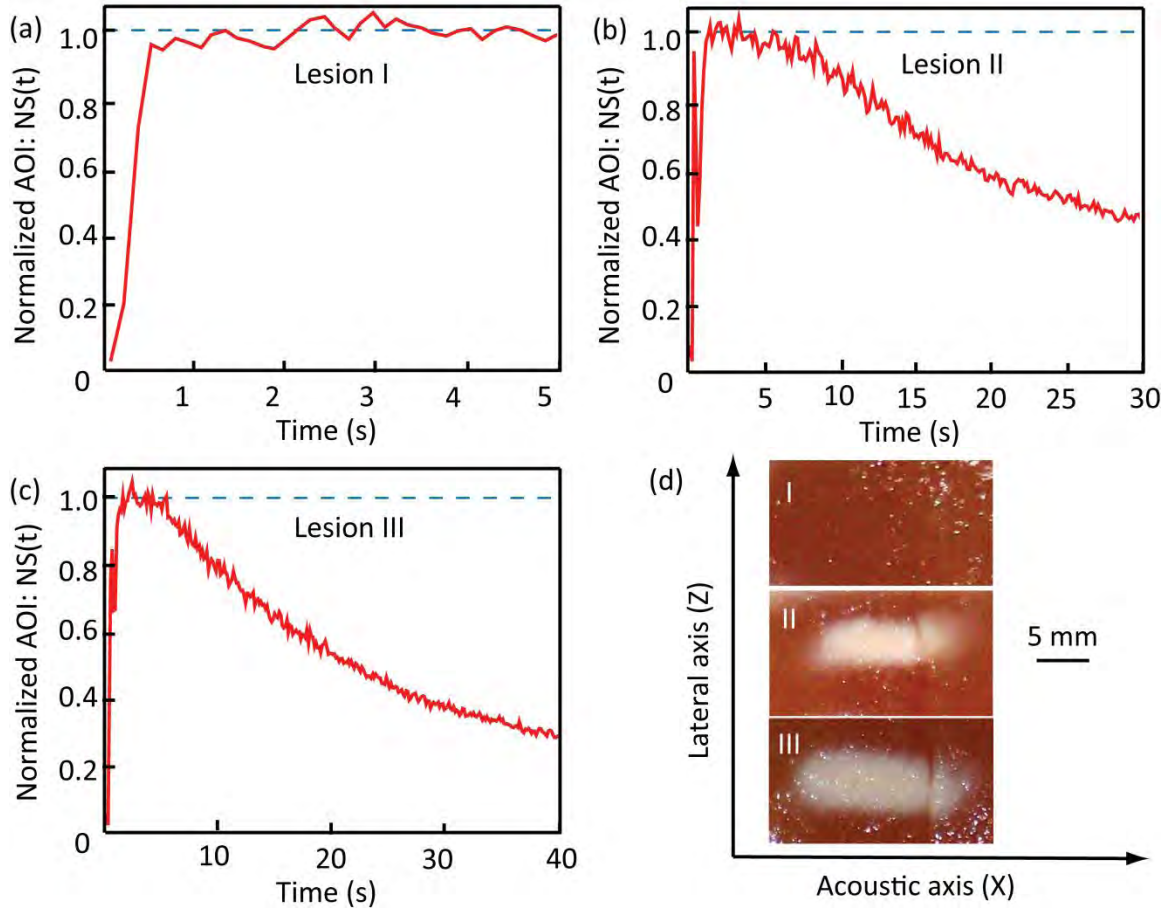 (a)
Normalized AOI: NS(t)
1.0
0.8
0.6
0.4
0.2
0
Lesion I
1 2 3 4 5
Time (s)
(b)
Normalized AOI: NS(t)
1.0
0.8
0.6
0.4
0.2
0
Lesion II
5 10 15 20 25 30
Time (s)
(c)
Normalized AOI: NS(t)
1.0
0.8
0.6
0.4
0.2
0
Lesion III
10 20 30 40
Time (s)
(d)
Lateral axis (Z)
I
II
III
5 mm
Acoustic axis (X)